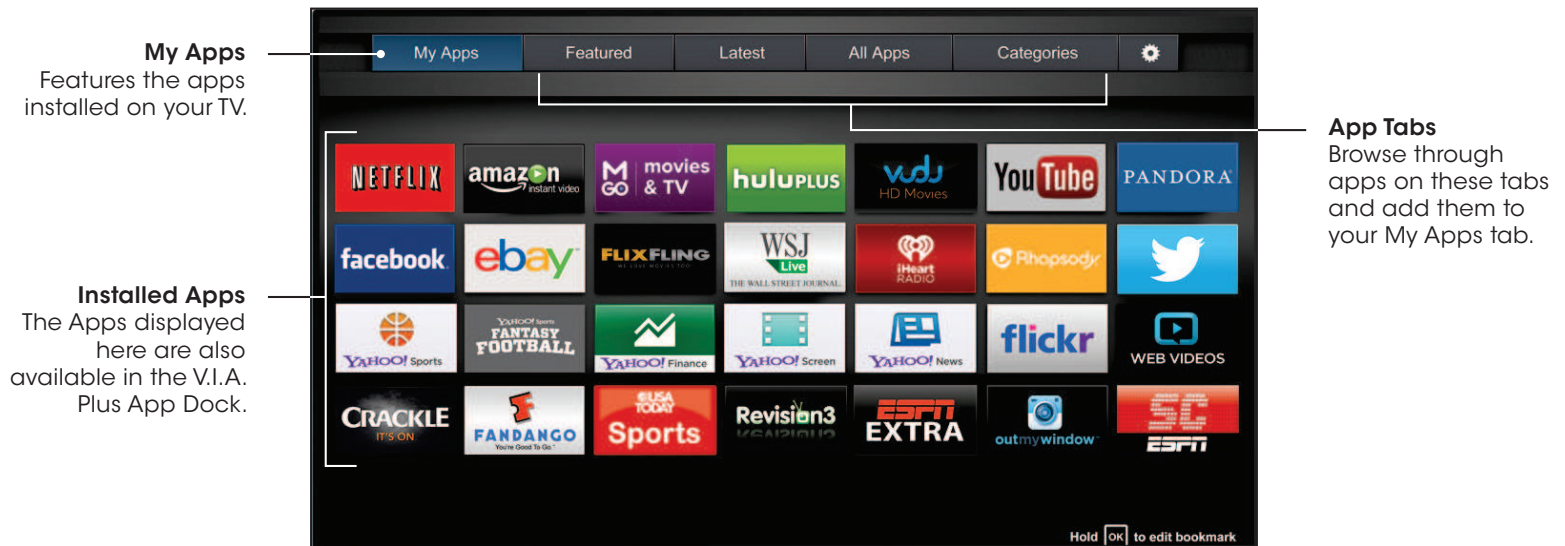 My Apps
Features the apps
installed on your TV.
My Apps
Featured
Latest
All Apps
Categories
App Tabs
Browse through
apps on these tabs
and add them to
your My Apps tab.
Installed Apps
The Apps displayed
here are also
available in the V.I.A.
Plus App Dock.
NETFLIX
amazon
instant video
M GO
movies
& TV
huluPLUS
vudu
HD Movies
YouTube
PANDORA
facebook
ebay
FLIXFLING
WE LOVE MOVIES TOO
WSJ
Live
THE WALL STREET JOURNAL.
iHeart
RADIO
Rhapsody
YAHOO! Sports
YAHOO! Sports
FANTASY
FOOTBALL
YAHOO! Finance
YAHOO! Screen
YAHOO! News
flickr
WEB VIDEOS
CRACKLE
IT'S ON
FANDANGO
You're Good To Go.
USA
TODAY
Sports
Revision3
ESPN
EXTRA
outmywindow
SC
ESPN
Hold OK to edit bookmark